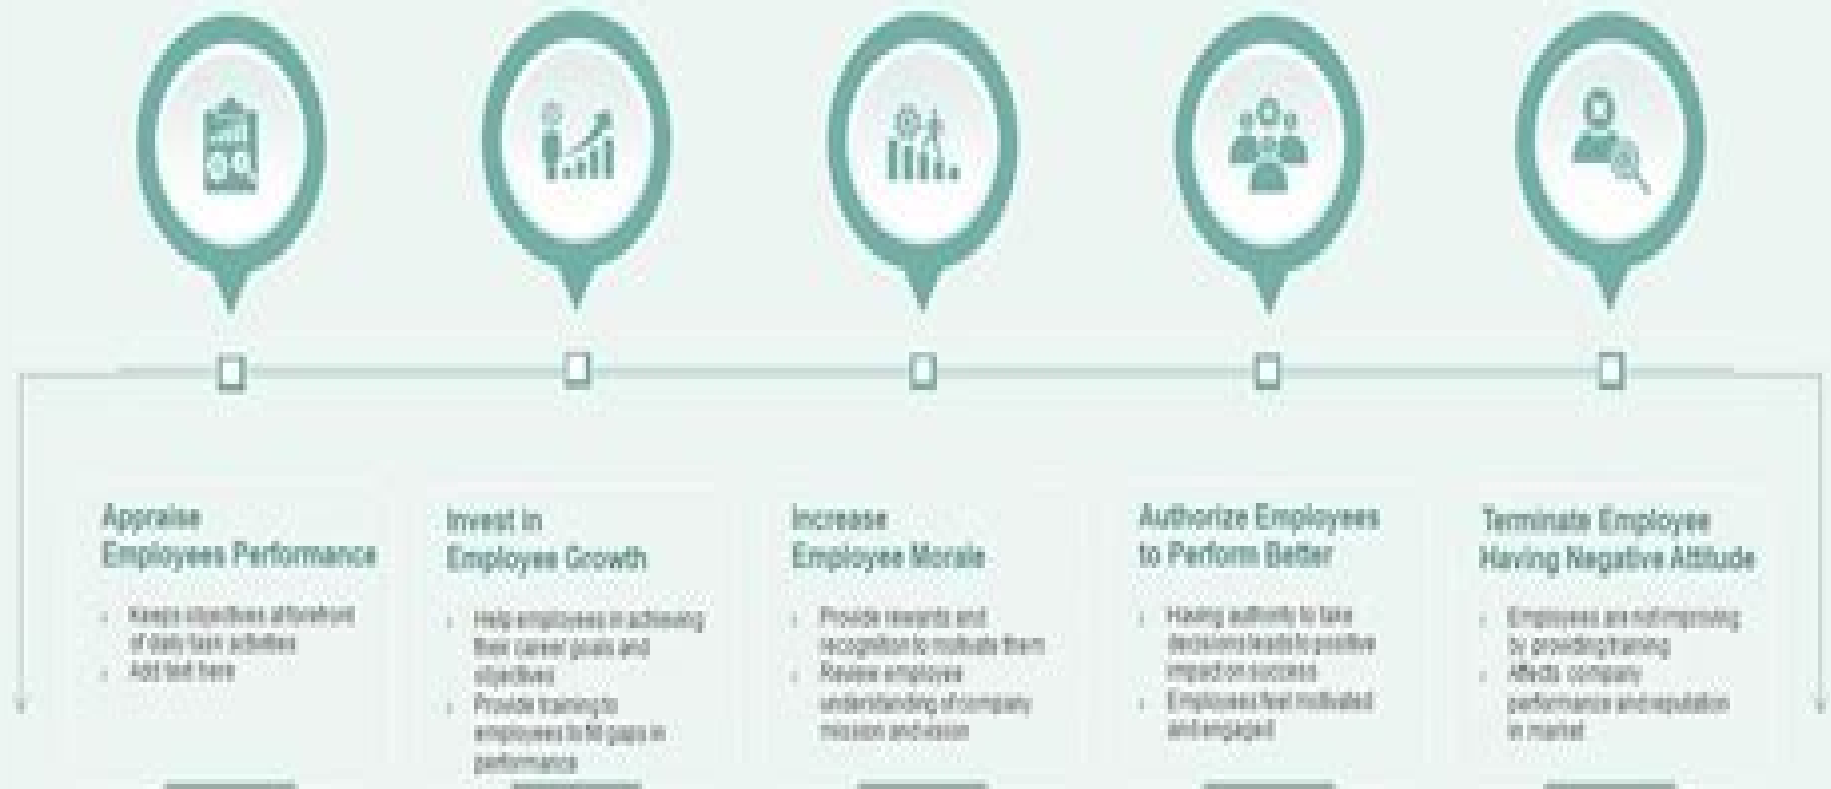 Appraise
Employees Performance
Keeps objectives at forefront
of daily task activities
Add text here
Invest in
Employee Growth
Help employees in achieving
their career goals and
objectives
Provide training to
employees to fill gaps in
performance
Increase
Employee Morale
Provide rewards and
recognition to motivate them
Review employee
understanding of company
mission and vision
Authorize Employees
to Perform Better
Having authority to take
decisions leads to positive
impact on success
Employees feel motivated
and engaged
Terminate Employee
Having Negative Attitude
Employees are not improving
by providing training
Affects company
performance and reputation
in market